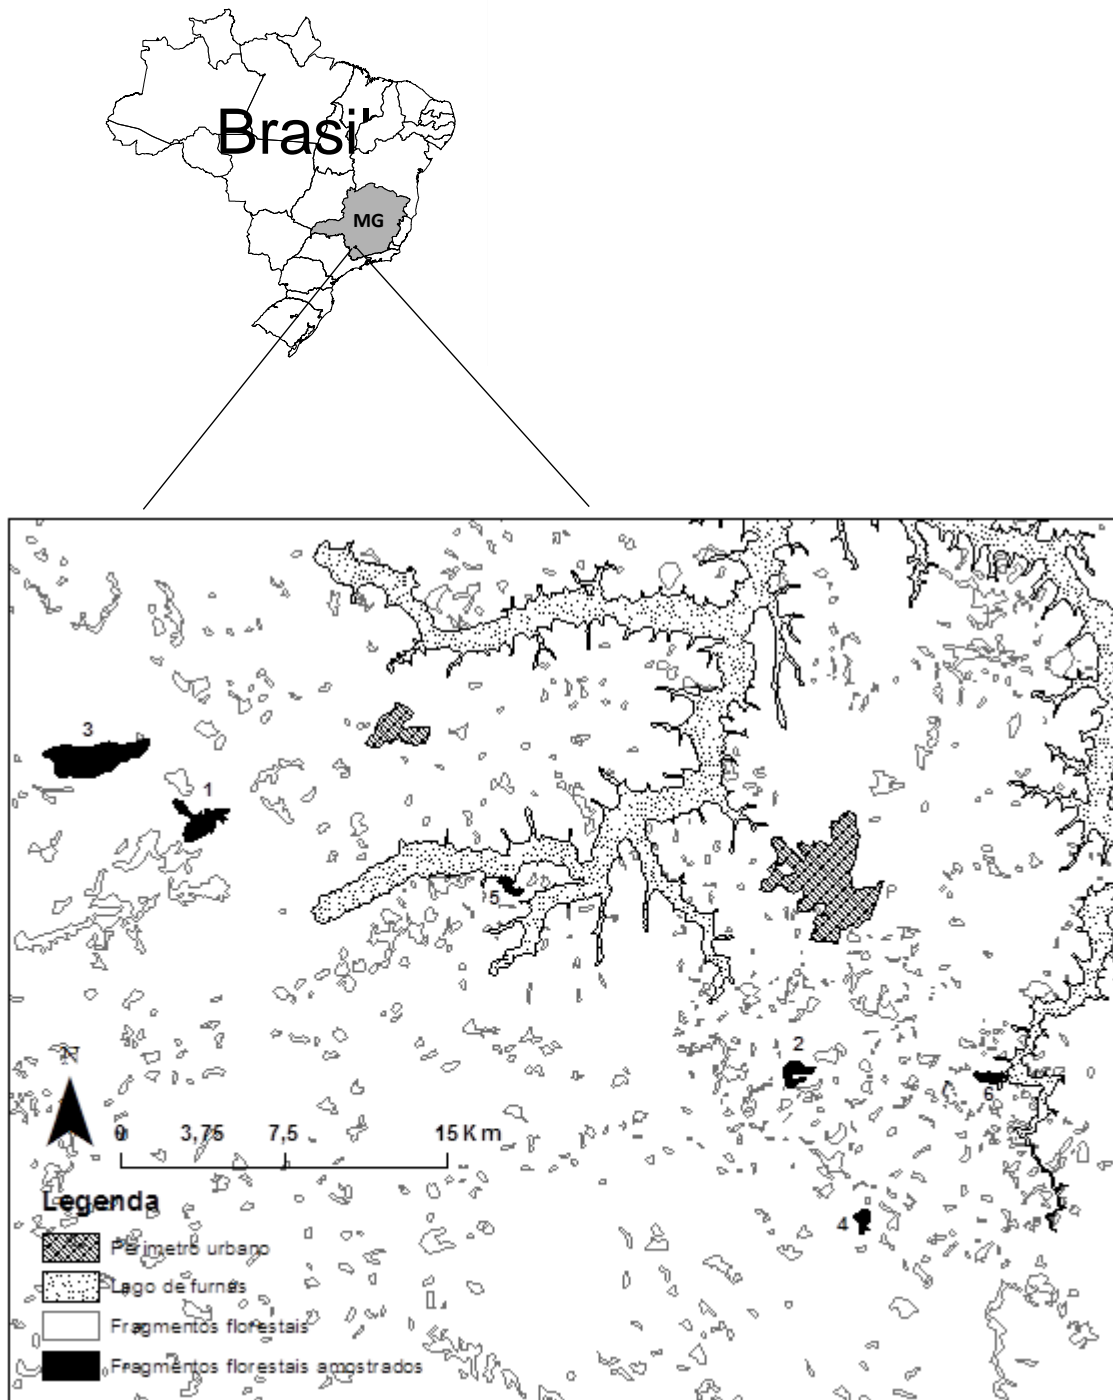 Brasil
MG
3
1
5
2
6
4
N
0 3,75 7,5 15 Km
Legenda
Perimetro urbano
Lago de furnas
Fragmentos florestais
Fragmentos florestais amostrados